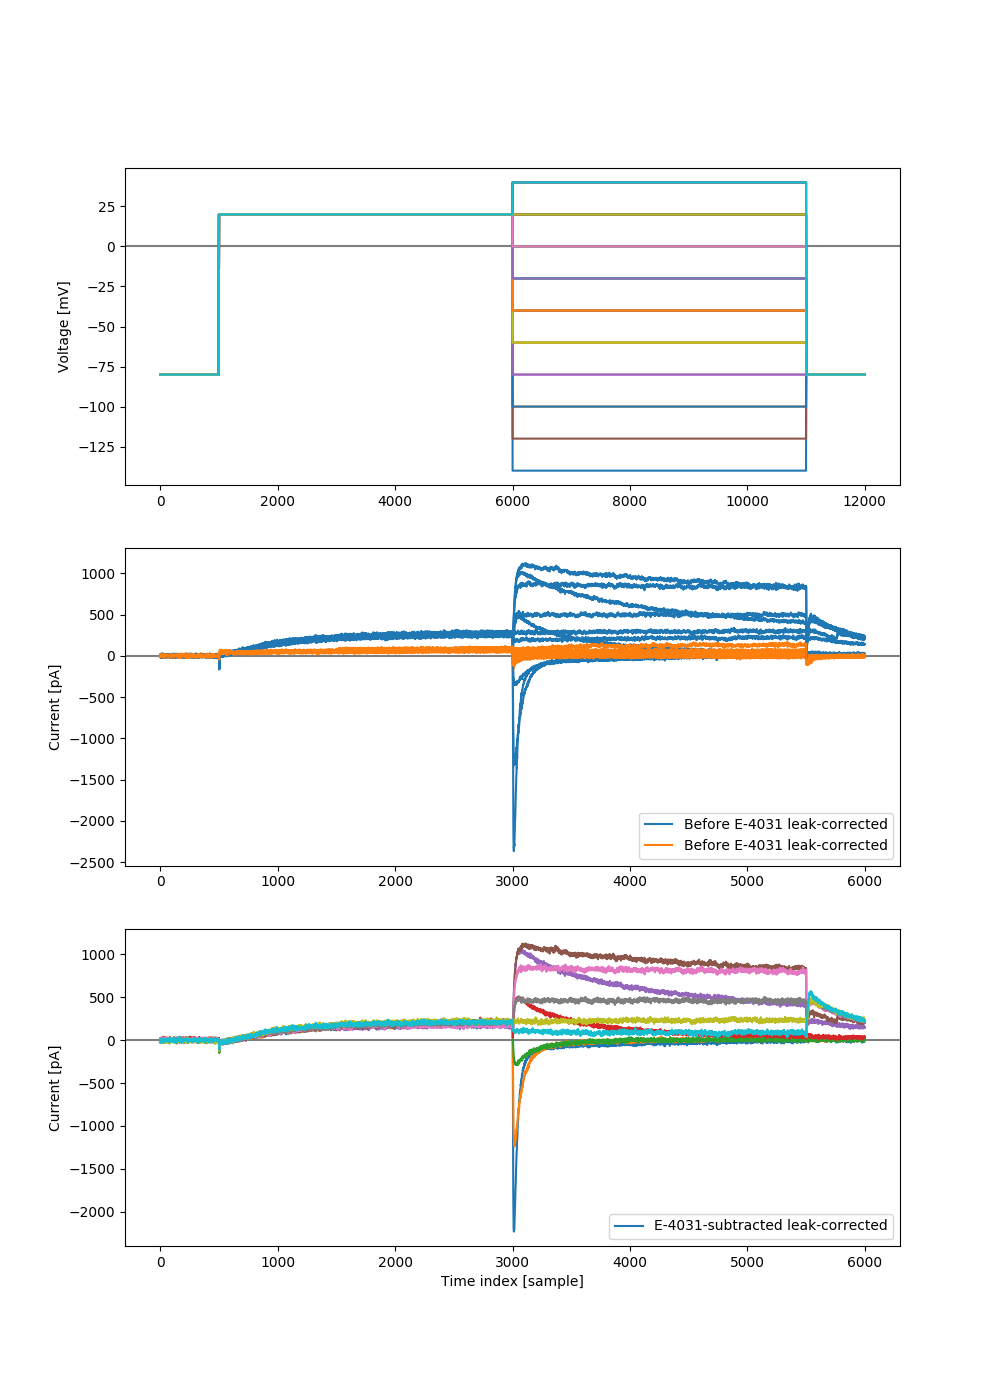 25
0
−25
−50
−75
−100
−125
Voltage [mV]
0 2000 4000 6000 8000 10000 12000
1000
500
0
−500
−1000
−1500
−2000
−2500
Current [pA]
Before E-4031 leak-corrected
Before E-4031 leak-corrected
0 1000 2000 3000 4000 5000 6000
1000
500
0
−500
−1000
−1500
−2000
Current [pA]
E-4031-subtracted leak-corrected
0 1000 2000 3000 4000 5000 6000
Time index [sample]